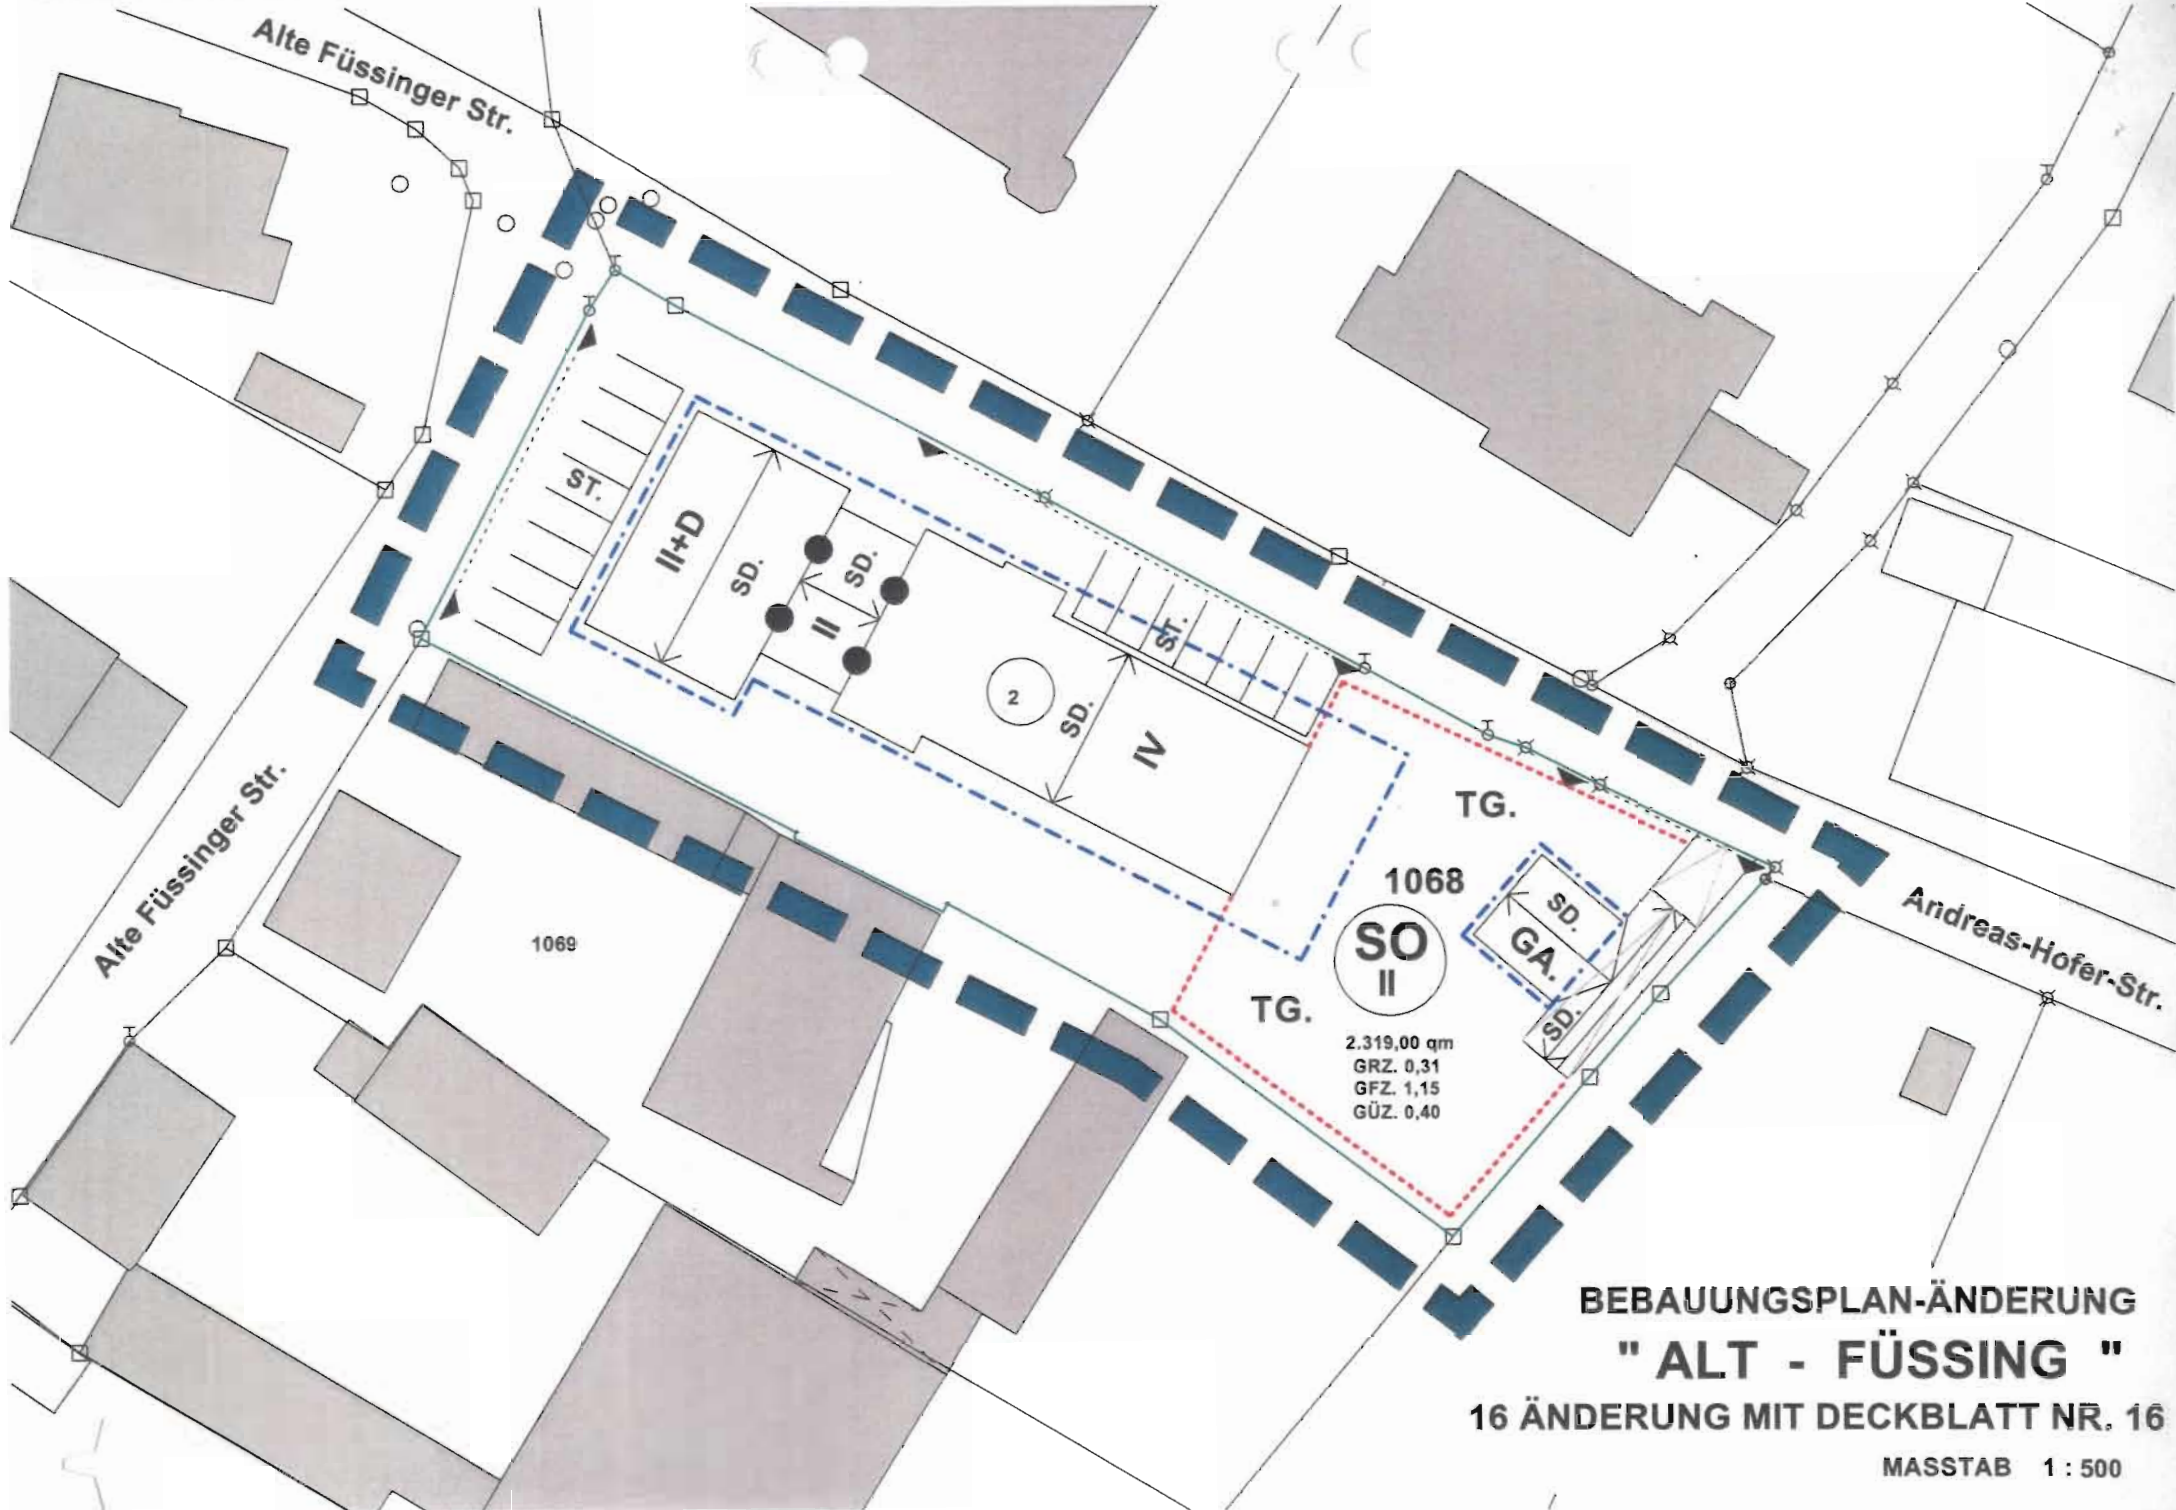 Alte Füssinger Str.
ST.
II+D
SD.
SD.
II
ST.
2
SD.
IV
TG.
1068
SD.
GA.
SO
II
TG.
SD.
2.319,00 qm
GRZ. 0,31
GFZ. 1,15
GÜZ. 0,40
Andreas-Hofer-Str.
Alte Füssinger Str.
1069
BEBAUUNGSPLAN-ÄNDERUNG
" ALT - FÜSSING "
16 ÄNDERUNG MIT DECKBLATT NR. 16
MASSTAB 1 : 500